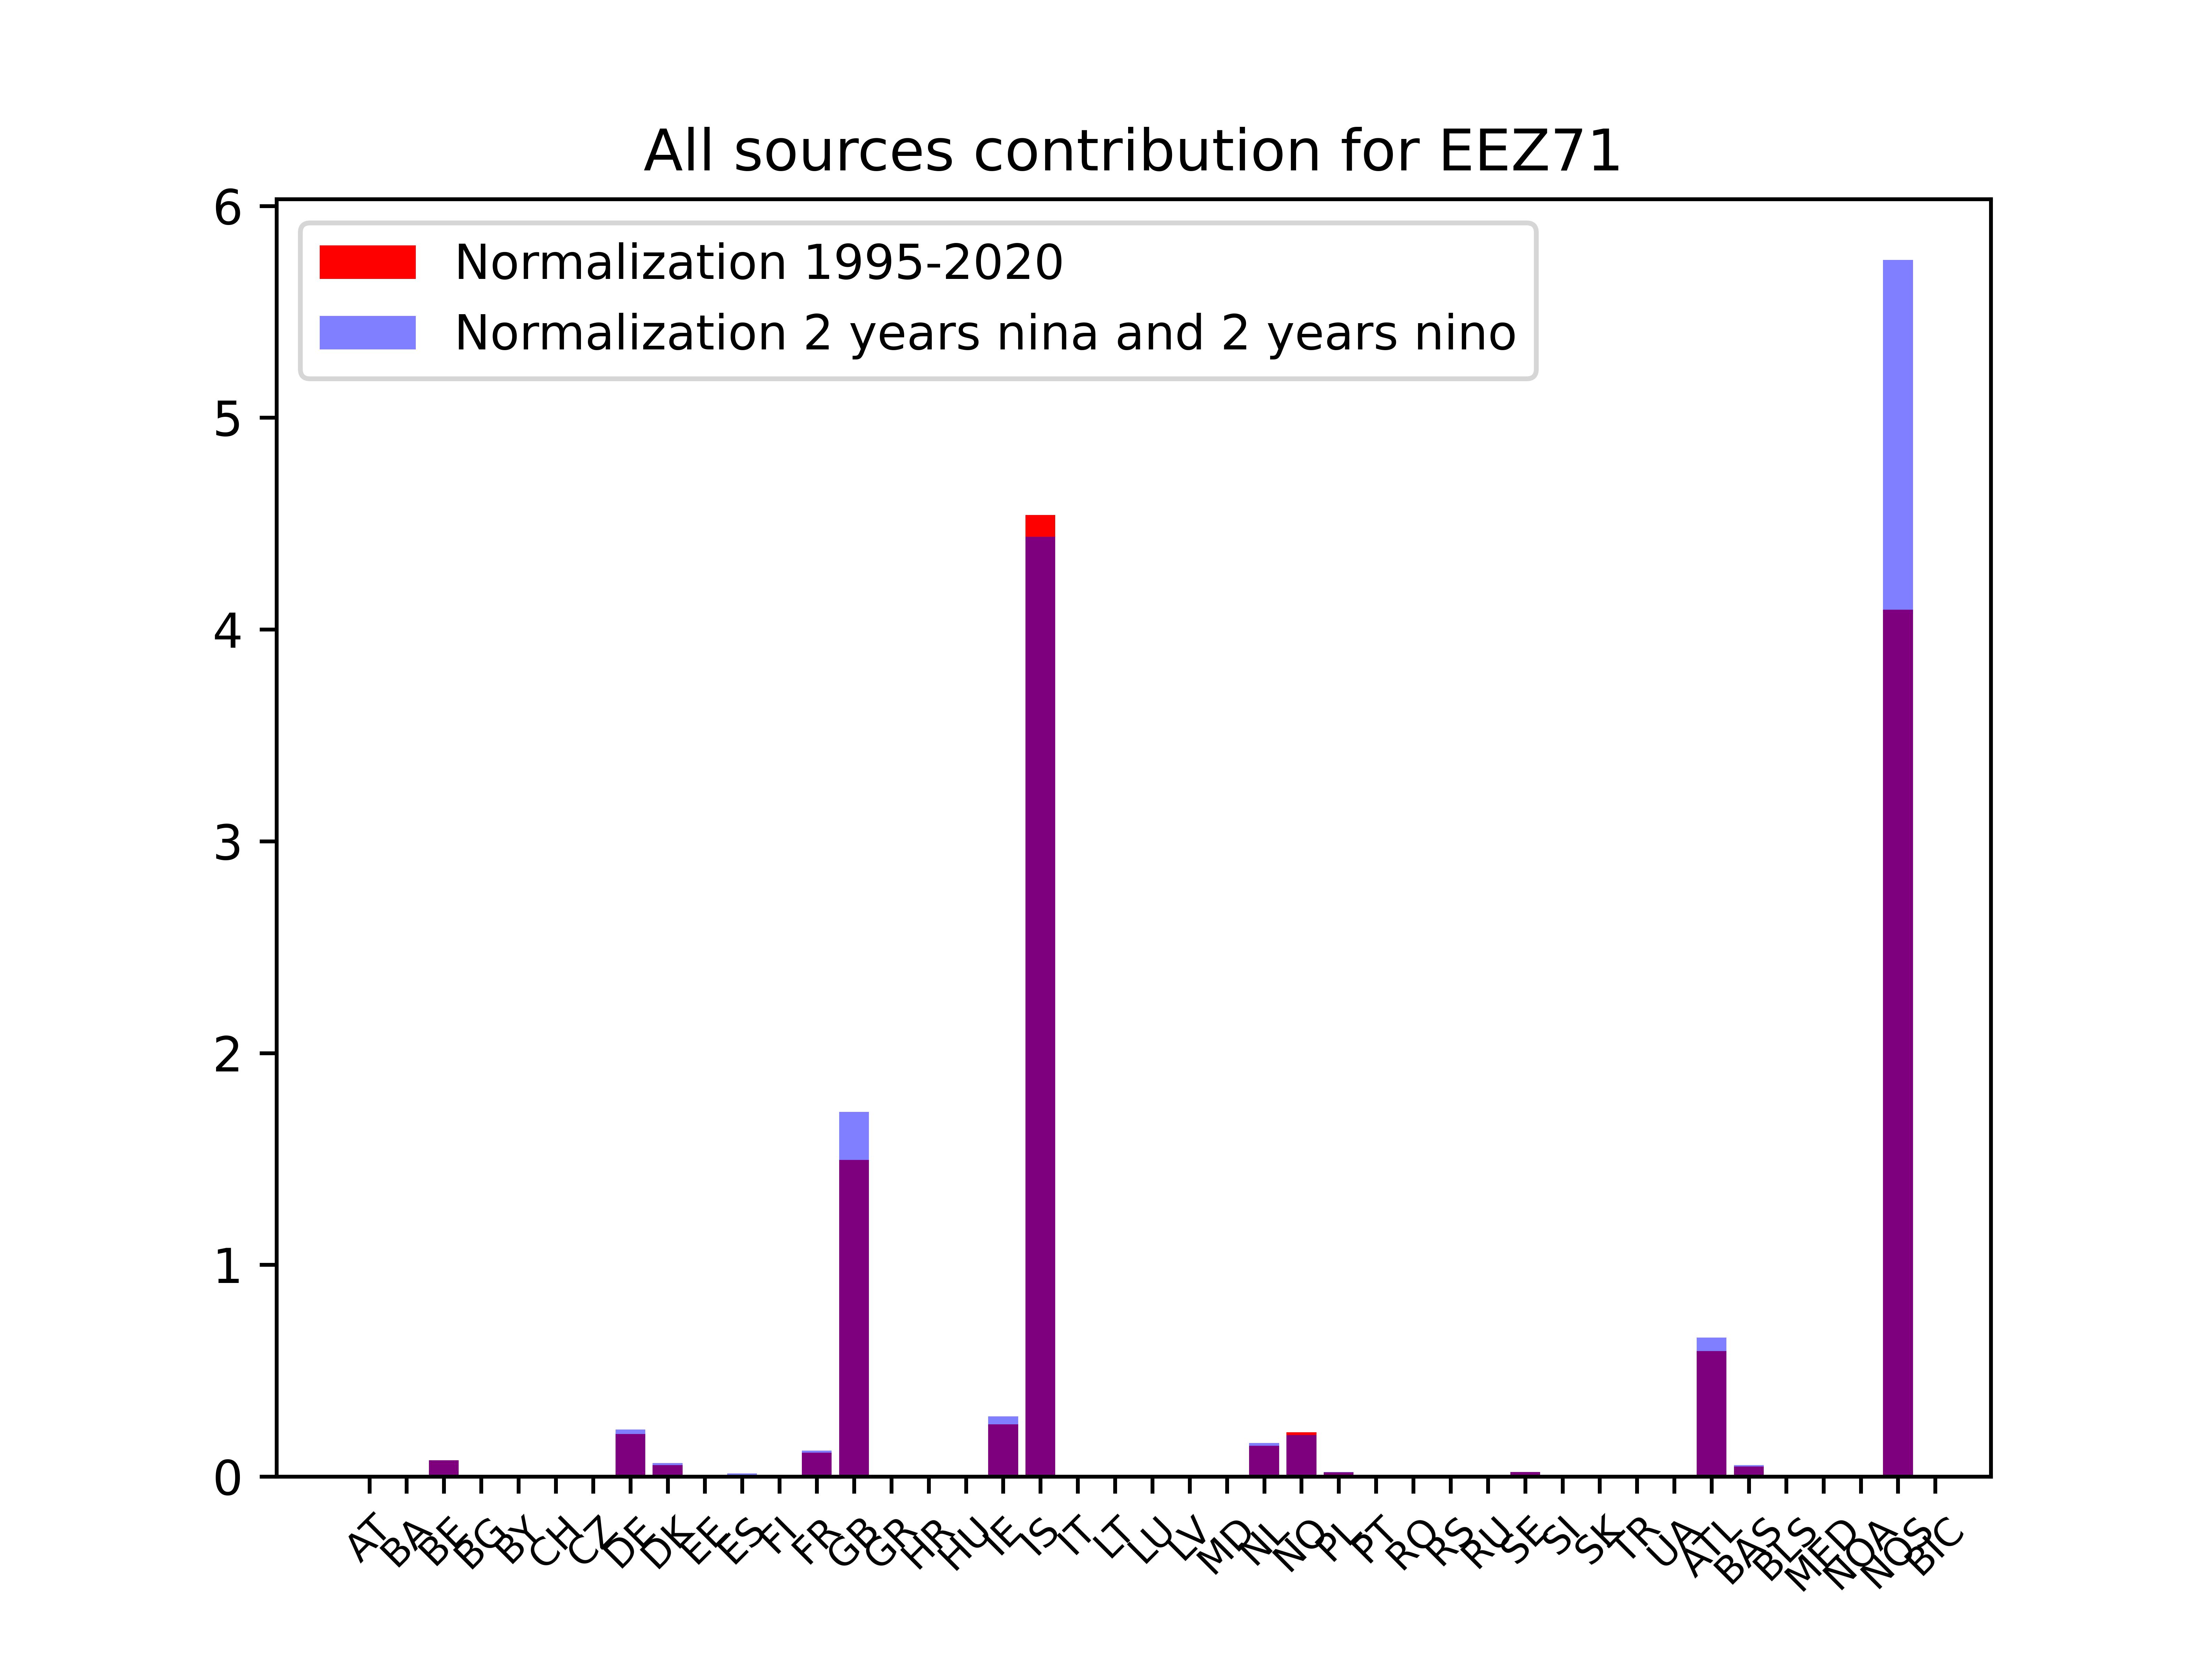 All sources contribution for EEZ71
6
5
4
3
2
1
0
Normalization 1995-2020
Normalization 2 years nina and 2 years nino
AT
BA
BE
BG
BY
CH
CZ
DE
DK
EE
ES
FI
FR
GB
GR
HR
HU
IE
IS
IT
LT
LU
LV
MD
NL
NO
PL
PT
RO
RS
RU
SE
SI
SK
TR
UA
ATL
BAS
BLS
MED
NOA
NOS
BIC